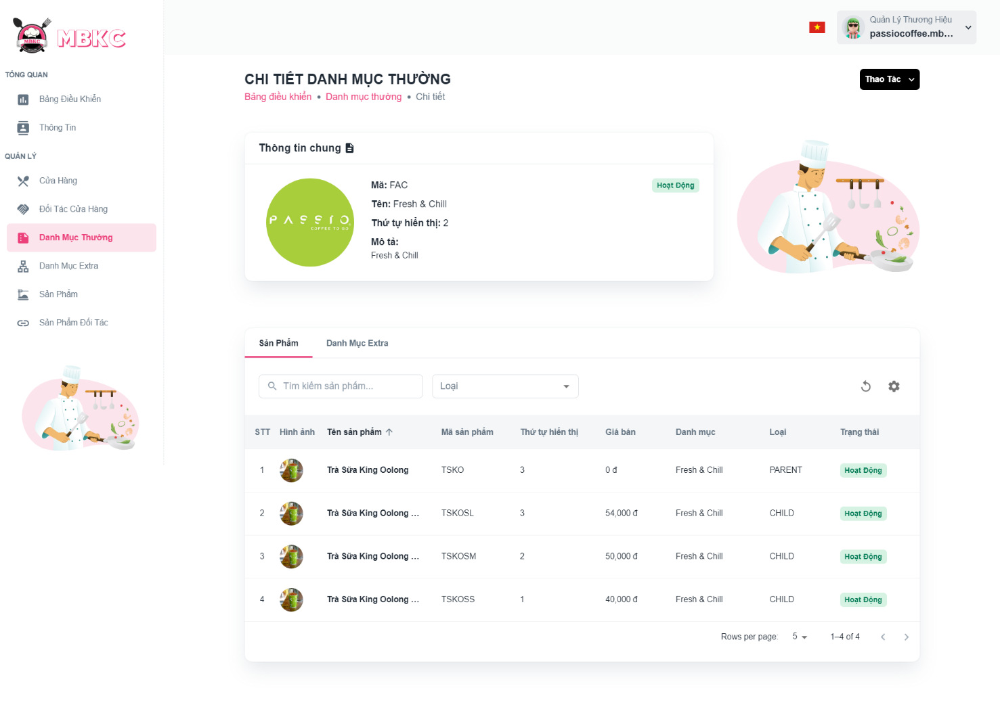 MBKC
MBKC
Quản Lý Thương Hiệu
passiocoffee.mb...
TỔNG QUAN
Bảng Điều Khiển
Thông Tin
QUẢN LÝ
Cửa Hàng
Đối Tác Cửa Hàng
Danh Mục Thường
Danh Mục Extra
Sản Phẩm
Sản Phẩm Đối Tác
CHI TIẾT DANH MỤC THƯỜNG
Thao Tác
Bảng điều khiển • Danh mục thường • Chi tiết
Thông tin chung
PASSIO
COFFEE TO GO
Mã: FAC
Hoạt Động
Tên: Fresh & Chill
Thứ tự hiển thị: 2
Mô tả:
Fresh & Chill
Sản Phẩm Danh Mục Extra
Tìm kiếm sản phẩm... Loại
STT Hình ảnh Tên sản phẩm Mã sản phẩm Thứ tự hiển thị Giá bán Danh mục Loại Trạng thái
1 Trà Sữa King Oolong TSKO 3 0 đ Fresh & Chill PARENT Hoạt Động
2 Trà Sữa King Oolong ... TSKOSL 3 54,000 đ Fresh & Chill CHILD Hoạt Động
3 Trà Sữa King Oolong ... TSKOSM 2 50,000 đ Fresh & Chill CHILD Hoạt Động
4 Trà Sữa King Oolong ... TSKOSS 1 40,000 đ Fresh & Chill CHILD Hoạt Động
Rows per page: 5 1–4 of 4